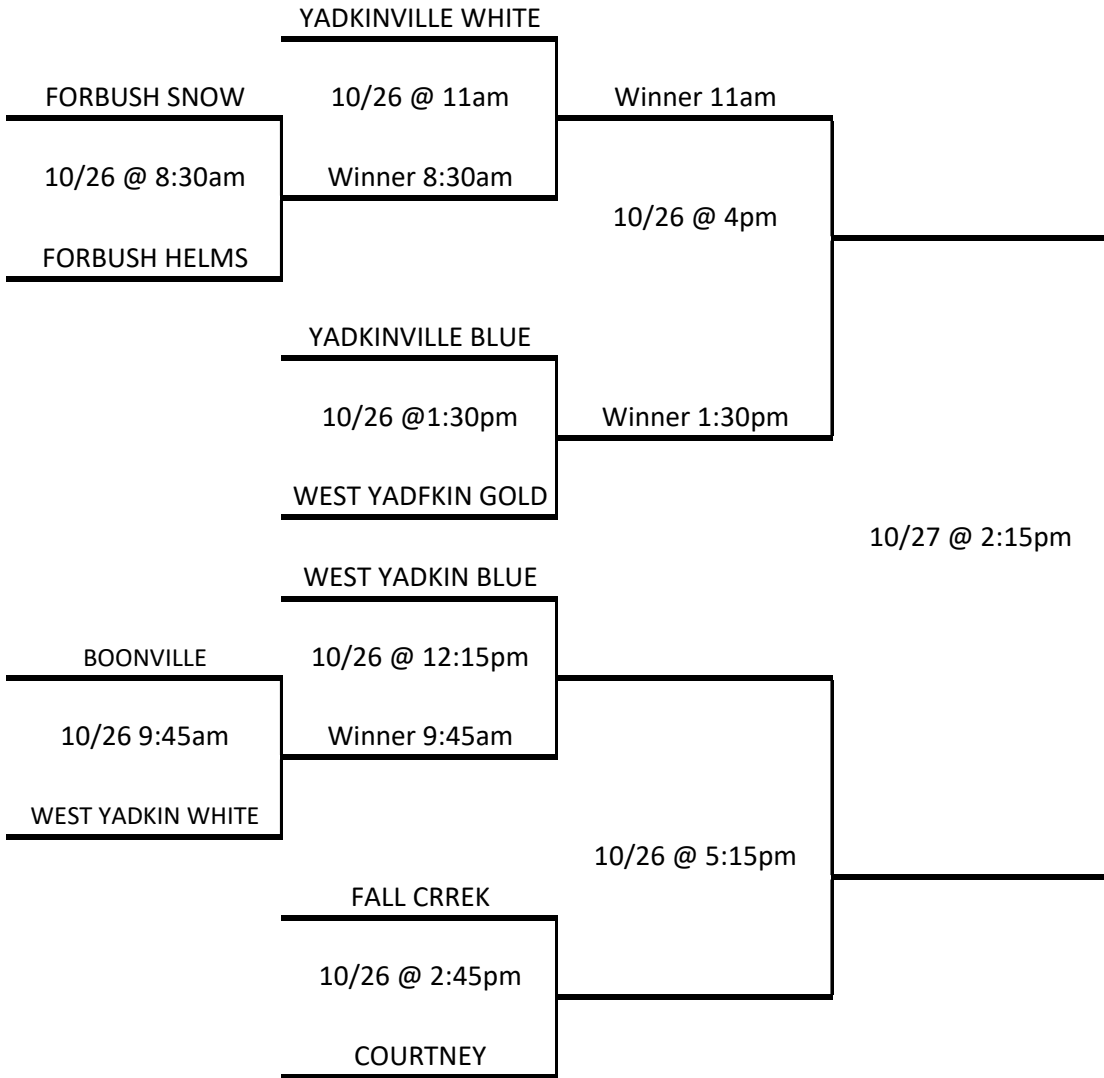 YADKINVILLE WHITE
FORBUSH SNOW
10/26 @ 11am
Winner 11am
10/26 @ 8:30am
Winner 8:30am
10/26 @ 4pm
FORBUSH HELMS
YADKINVILLE BLUE
10/26 @1:30pm
Winner 1:30pm
WEST YADFKIN GOLD
10/27 @ 2:15pm
WEST YADKIN BLUE
BOONVILLE
10/26 @ 12:15pm
10/26 9:45am
Winner 9:45am
WEST YADKIN WHITE
10/26 @ 5:15pm
FALL CRREK
10/26 @ 2:45pm
COURTNEY